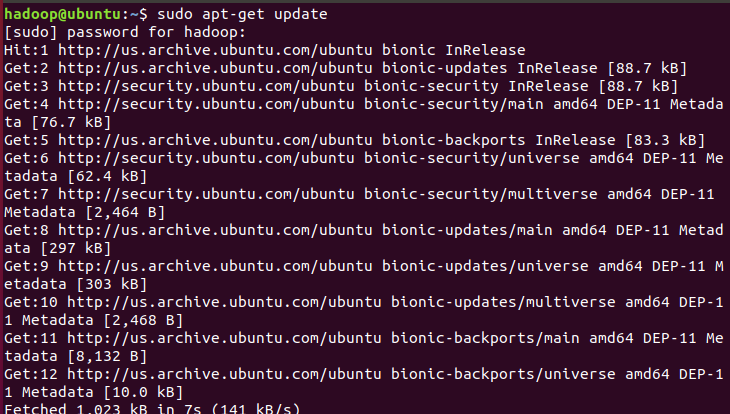 hadoop@ubuntu:~$ sudo apt-get update
[sudo] password for hadoop:
Hit:1 http://us.archive.ubuntu.com/ubuntu bionic InRelease
Get:2 http://us.archive.ubuntu.com/ubuntu bionic-updates InRelease [88.7 kB]
Get:3 http://security.ubuntu.com/ubuntu bionic-security InRelease [88.7 kB]
Get:4 http://security.ubuntu.com/ubuntu bionic-security/main amd64 DEP-11 Metada
ta [76.7 kB]
Get:5 http://us.archive.ubuntu.com/ubuntu bionic-backports InRelease [83.3 kB]
Get:6 http://security.ubuntu.com/ubuntu bionic-security/universe amd64 DEP-11 Me
tadata [62.4 kB]
Get:7 http://security.ubuntu.com/ubuntu bionic-security/multiverse amd64 DEP-11 
Metadata [2,464 B]
Get:8 http://us.archive.ubuntu.com/ubuntu bionic-updates/main amd64 DEP-11 Metad
ata [297 kB]
Get:9 http://us.archive.ubuntu.com/ubuntu bionic-updates/universe amd64 DEP-11 M
etadata [303 kB]
Get:10 http://us.archive.ubuntu.com/ubuntu bionic-updates/multiverse amd64 DEP-1
1 Metadata [2,468 B]
Get:11 http://us.archive.ubuntu.com/ubuntu bionic-backports/main amd64 DEP-11 Me
tadata [8,132 B]
Get:12 http://us.archive.ubuntu.com/ubuntu bionic-backports/universe amd64 DEP-1
1 Metadata [10.0 kB]
Fetched 1,023 kB in 7s (141 kB/s)